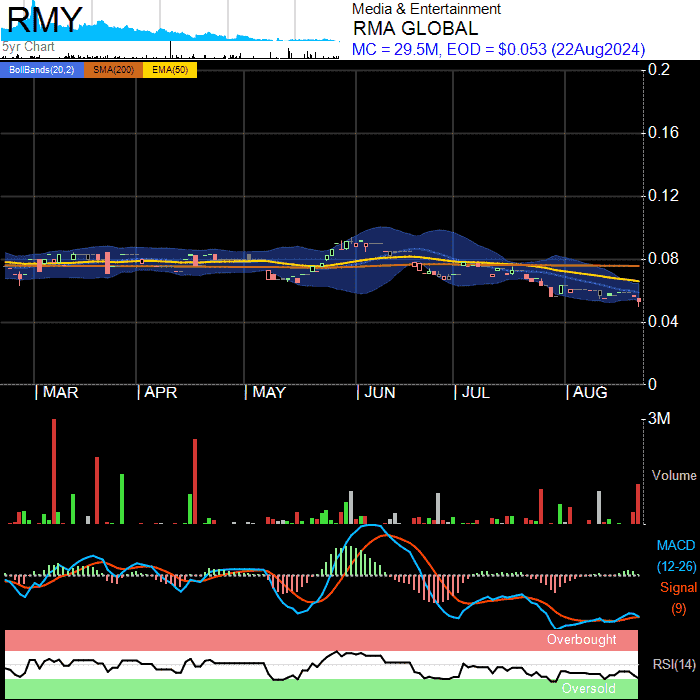 RMY
5yr Chart
Media & Entertainment
RMA GLOBAL
MC = 29.5M, EOD = $0.053 (22Aug2024)
BollBands(20,2) SMA(200) EMA(50)
0.2
0.16
0.12
0.08
0.04
0
MAR APR MAY JUN JUL AUG
3M
Volume
MACD
(12-26)
Signal
(9)
Overbought
RSI(14)
Oversold